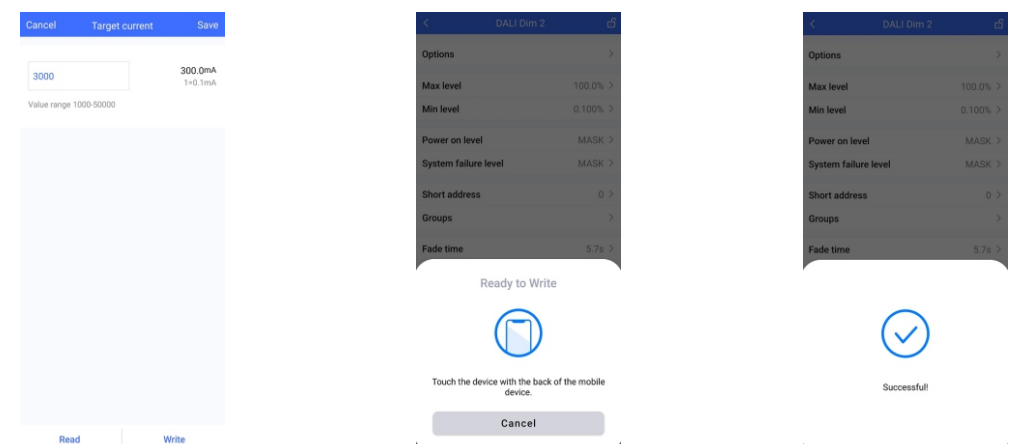 Cancel Target current Save
3000 300.0mA
1=0.1mA
Value range 1000-50000
Read Write
DALI Dim 2
Options
Max level 100.0%
Min level 0.100%
Power on level MASK
System failure level MASK
Short address 0
Groups
Fade time 5.7s
Ready to Write
Touch the device with the back of the mobile
device.
Cancel
DALI Dim 2
Options
Max level 100.0%
Min level 0.100%
Power on level MASK
System failure level MASK
Short address 0
Groups
Fade time 5.7s
Successful!